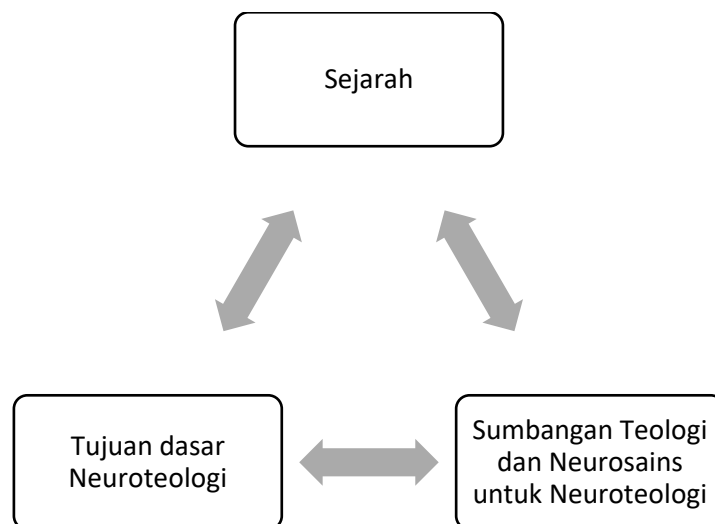 Sejarah
Tujuan dasar
Neuroteologi
Sumbangan Teologi
dan Neurosains
untuk Neuroteologi